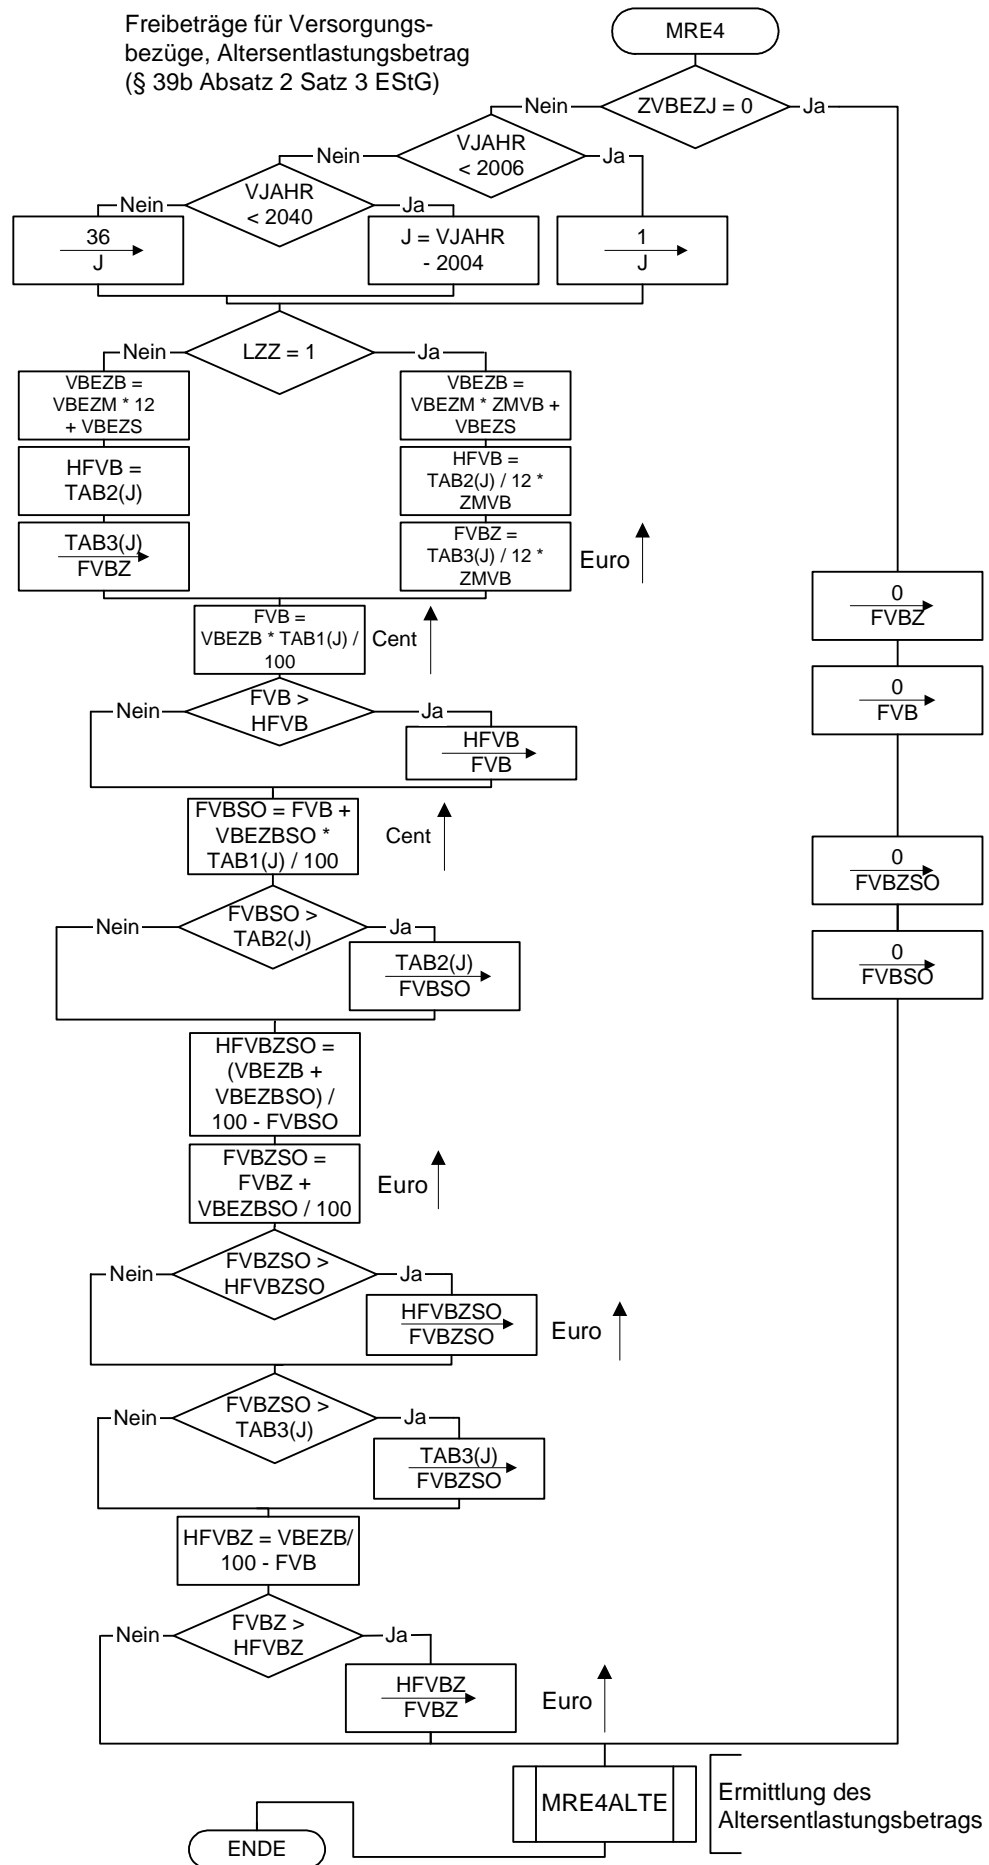 Freibeträge für Versorgungs-
bezüge, Altersentlastungsbetrag
(§ 39b Absatz 2 Satz 3 EStG)
MRE4
ZVBEZJ = 0
Nein
Ja
VJAHR
< 2006
Nein
Ja
VJAHR
< 2040
Nein
Ja
36
J
J = VJAHR
- 2004
1
J
LZZ = 1
Nein
Ja
VBEZB =
VBEZM * 12
+ VBEZS
VBEZB =
VBEZM * ZMVB +
VBEZS
HFVB =
TAB2(J)
HFVB =
TAB2(J) / 12 *
ZMVB
TAB3(J)
FVBZ
FVBZ =
TAB3(J) / 12 *
ZMVB
Euro
0
FVBZ
FVB =
VBEZB * TAB1(J) /
100
Cent
0
FVB
FVB >
HFVB
Nein
Ja
HFVB
FVB
FVBSO = FVB +
VBEZBSO *
TAB1(J) / 100
Cent
0
FVBZSO
FVBSO >
TAB2(J)
Nein
Ja
TAB2(J)
FVBSO
0
FVBSO
HFVBZSO =
(VBEZB +
VBEZBSO) /
100 - FVBSO
FVBZSO =
FVBZ +
VBEZBSO / 100
Euro
FVBZSO >
HFVBZSO
Nein
Ja
HFVBZSO
FVBZSO
Euro
FVBZSO >
TAB3(J)
Nein
Ja
TAB3(J)
FVBZSO
HFVBZ = VBEZB/
100 - FVB
FVBZ >
HFVBZ
Nein
Ja
HFVBZ
FVBZ
Euro
MRE4ALTE
Ermittlung des
Altersentlastungsbetrags
ENDE